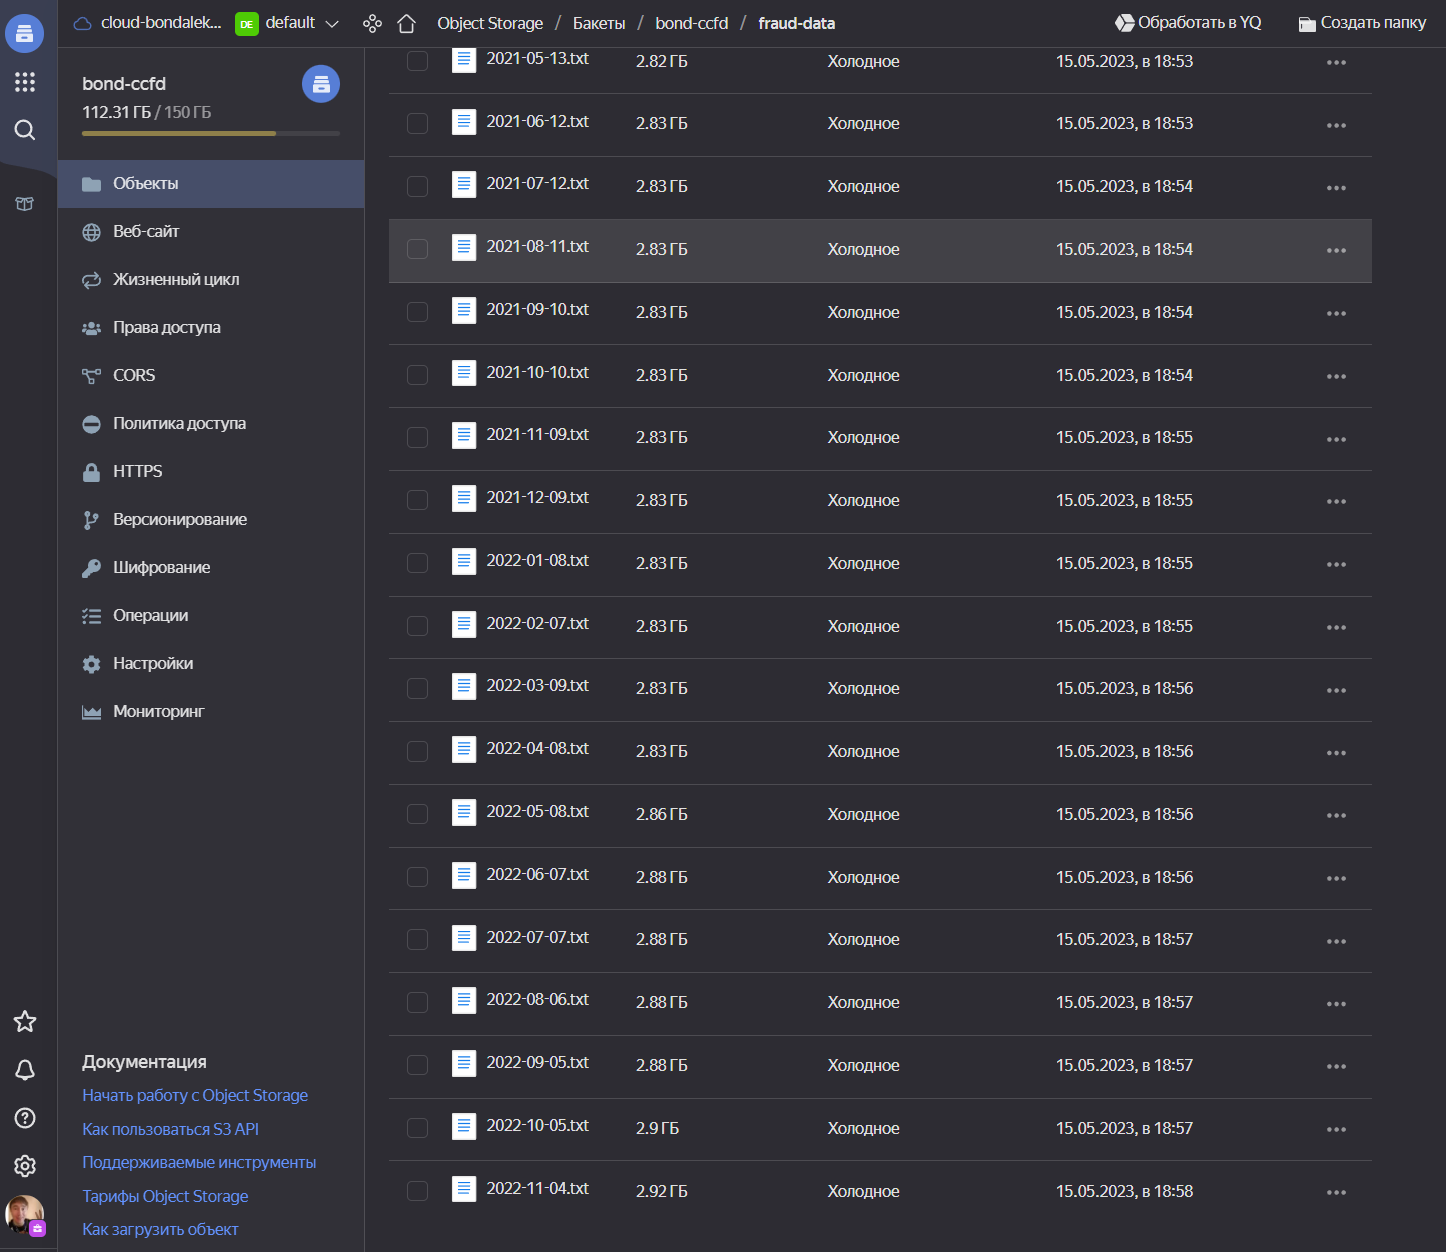 cloud-bondalek...
DE default
Object Storage / Бакеты / bond-ccfd / fraud-data
Обработать в YQ
Создать папку
bond-ccfd
112.31 ГБ / 150 ГБ
Объекты
Веб-сайт
Жизненный цикл
Права доступа
CORS
Политика доступа
HTTPS
Версионирование
Шифрование
Операции
Настройки
Мониторинг
Документация
Начать работу с Object Storage
Как пользоваться S3 API
Поддерживаемые инструменты
Тарифы Object Storage
Как загрузить объект
2021-05-13.txt 2.82 ГБ Холодное 15.05.2023, в 18:53
2021-06-12.txt 2.83 ГБ Холодное 15.05.2023, в 18:53
2021-07-12.txt 2.83 ГБ Холодное 15.05.2023, в 18:54
2021-08-11.txt 2.83 ГБ Холодное 15.05.2023, в 18:54
2021-09-10.txt 2.83 ГБ Холодное 15.05.2023, в 18:54
2021-10-10.txt 2.83 ГБ Холодное 15.05.2023, в 18:54
2021-11-09.txt 2.83 ГБ Холодное 15.05.2023, в 18:55
2021-12-09.txt 2.83 ГБ Холодное 15.05.2023, в 18:55
2022-01-08.txt 2.83 ГБ Холодное 15.05.2023, в 18:55
2022-02-07.txt 2.83 ГБ Холодное 15.05.2023, в 18:55
2022-03-09.txt 2.83 ГБ Холодное 15.05.2023, в 18:56
2022-04-08.txt 2.83 ГБ Холодное 15.05.2023, в 18:56
2022-05-08.txt 2.86 ГБ Холодное 15.05.2023, в 18:56
2022-06-07.txt 2.88 ГБ Холодное 15.05.2023, в 18:56
2022-07-07.txt 2.88 ГБ Холодное 15.05.2023, в 18:57
2022-08-06.txt 2.88 ГБ Холодное 15.05.2023, в 18:57
2022-09-05.txt 2.88 ГБ Холодное 15.05.2023, в 18:57
2022-10-05.txt 2.9 ГБ Холодное 15.05.2023, в 18:57
2022-11-04.txt 2.92 ГБ Холодное 15.05.2023, в 18:58